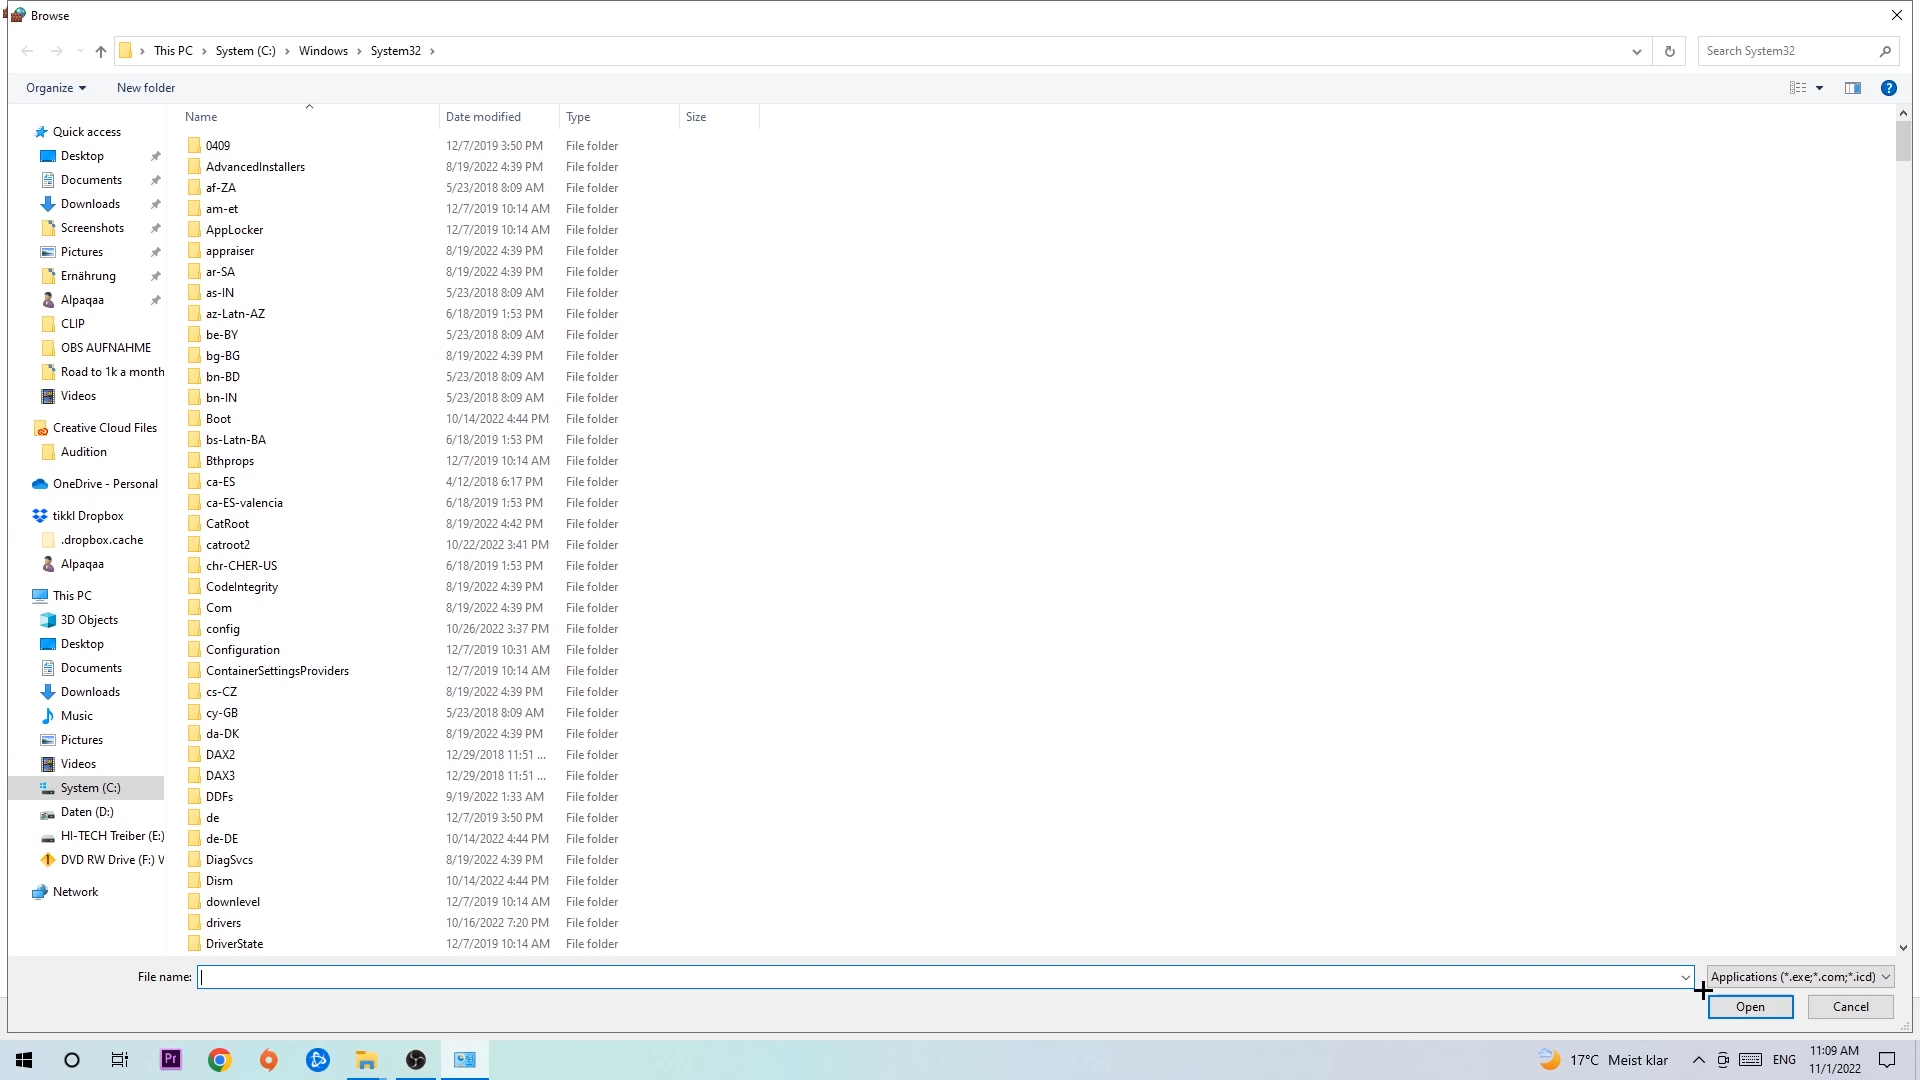 Browse
This PC > System (C:) > Windows > System32 >
Search System32
Organize
New folder
Name
Date modified
Type
Size
Quick access
Desktop
Documents
Downloads
Screenshots
Pictures
Ernährung
Alpaqaa
CLIP
OBS AUFNAHME
Road to 1k a month
Videos
Creative Cloud Files
Audition
OneDrive - Personal
tikkl Dropbox
.dropbox.cache
Alpaqaa
This PC
3D Objects
Desktop
Documents
Downloads
Music
Pictures
Videos
System (C:)
Daten (D:)
HI-TECH Treiber (E:)
DVD RW Drive (F:) V
Network
0409 12/7/2019 3:50 PM File folder
AdvancedInstallers 8/19/2022 4:39 PM File folder
af-ZA 5/23/2018 8:09 AM File folder
am-et 12/7/2019 10:14 AM File folder
AppLocker 12/7/2019 10:14 AM File folder
appraiser 8/19/2022 4:39 PM File folder
ar-SA 8/19/2022 4:39 PM File folder
as-IN 5/23/2018 8:09 AM File folder
az-Latn-AZ 6/18/2019 1:53 PM File folder
be-BY 5/23/2018 8:09 AM File folder
bg-BG 8/19/2022 4:39 PM File folder
bn-BD 5/23/2018 8:09 AM File folder
bn-IN 5/23/2018 8:09 AM File folder
Boot 10/14/2022 4:44 PM File folder
bs-Latn-BA 6/18/2019 1:53 PM File folder
Bthprops 12/7/2019 10:14 AM File folder
ca-ES 4/12/2018 6:17 PM File folder
ca-ES-valencia 6/18/2019 1:53 PM File folder
CatRoot 8/19/2022 4:42 PM File folder
catroot2 10/22/2022 3:41 PM File folder
chr-CHER-US 6/18/2019 1:53 PM File folder
CodeIntegrity 8/19/2022 4:39 PM File folder
Com 8/19/2022 4:39 PM File folder
config 10/26/2022 3:37 PM File folder
Configuration 12/7/2019 10:31 AM File folder
ContainerSettingsProviders 12/7/2019 10:14 AM File folder
cs-CZ 8/19/2022 4:39 PM File folder
cy-GB 5/23/2018 8:09 AM File folder
da-DK 8/19/2022 4:39 PM File folder
DAX2 12/29/2018 11:51 ... File folder
DAX3 12/29/2018 11:51 ... File folder
DDFs 9/19/2022 1:33 AM File folder
de 12/7/2019 3:50 PM File folder
de-DE 10/14/2022 4:44 PM File folder
DiagSvcs 8/19/2022 4:39 PM File folder
Dism 10/14/2022 4:44 PM File folder
downlevel 12/7/2019 10:14 AM File folder
drivers 10/16/2022 7:20 PM File folder
DriverState 12/7/2019 10:14 AM File folder
File name:
Applications (*.exe;*.com;*.icd)
Open
Cancel
Pr
17°C Meist klar
ENG
11:09 AM
11/1/2022